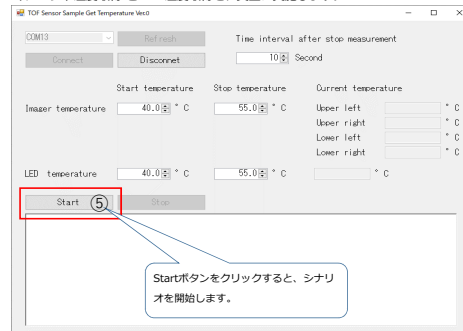 TOF Sensor Sample Get Temperature Ver.0
COM13 Refresh Time interval after stop measurement
Connect Disconnet 10 Second
Start temperature Stop temperature Current temperature
Imager temperature 40.0 ° C 55.0 ° C Upper left ° C
Upper right ° C
Lower left ° C
Lower right ° C
LED temperature 40.0 ° C 55.0 ° C ° C
Start ⑤ Stop
Startボタンをクリックすると、シナリ
オを開始します。